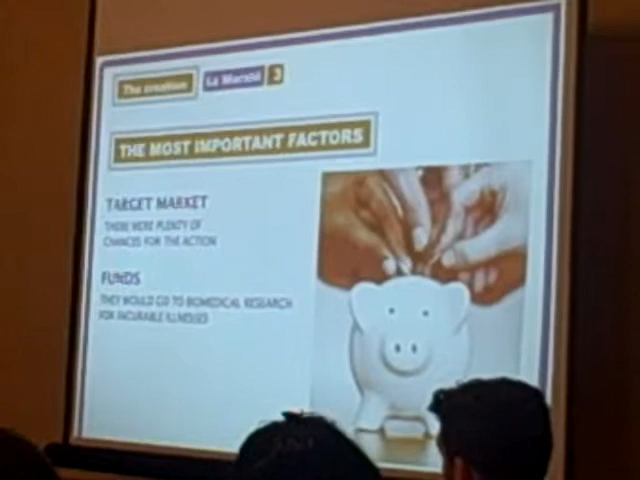 The creation La Marató 3
THE MOST IMPORTANT FACTORS
TARGET MARKET
THERE WERE PLENTY OF
CHANCES FOR THE ACTION
FUNDS
THEY WOULD GO TO BIOMEDICAL RESEARCH
FOR INCURABLE ILLNESSES